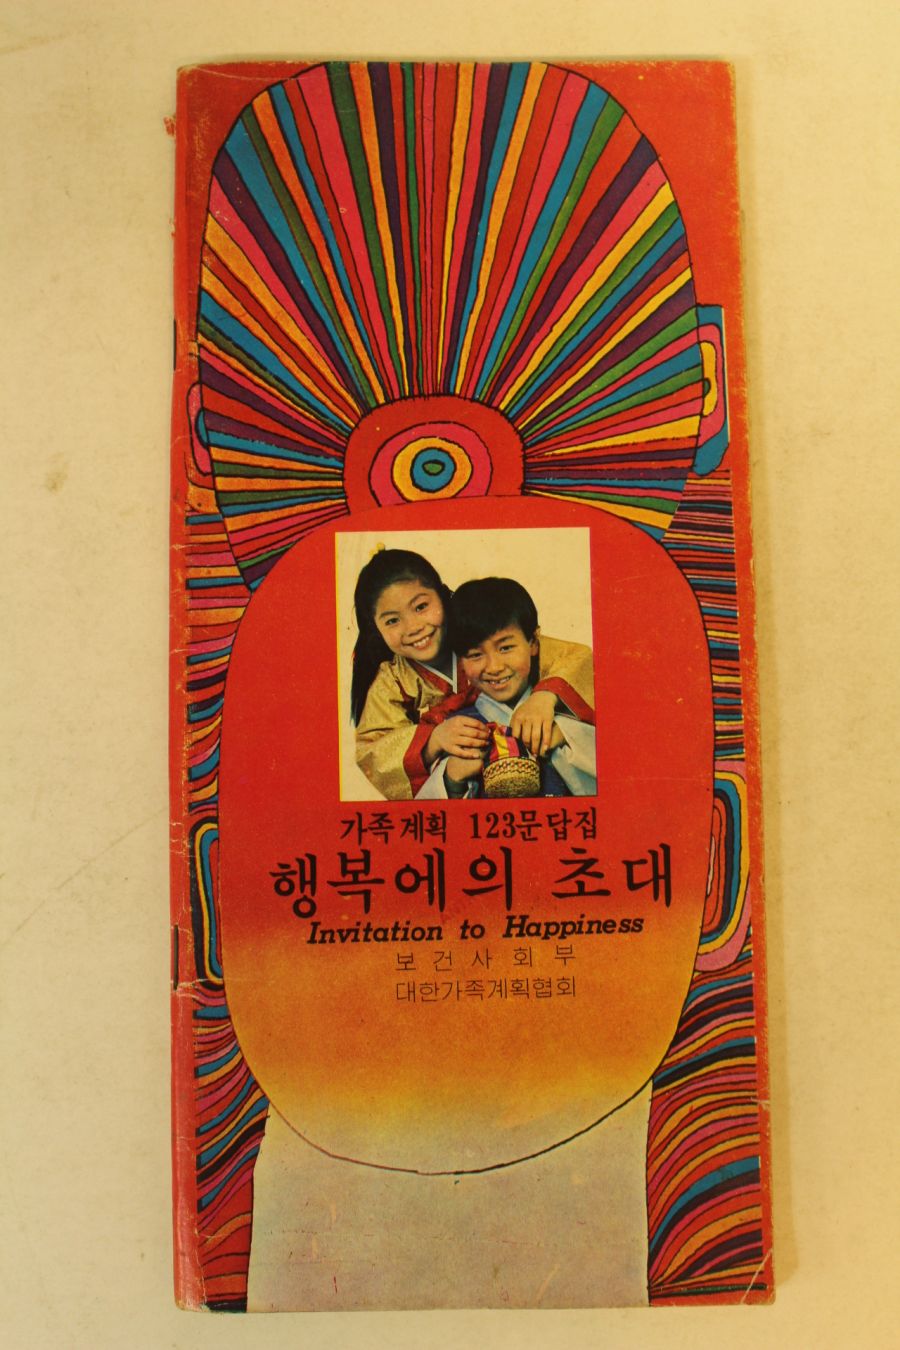 가족계획 123문답집
행복에의 초대
Invitation to Happiness
보건사회부
대한가족계획협회